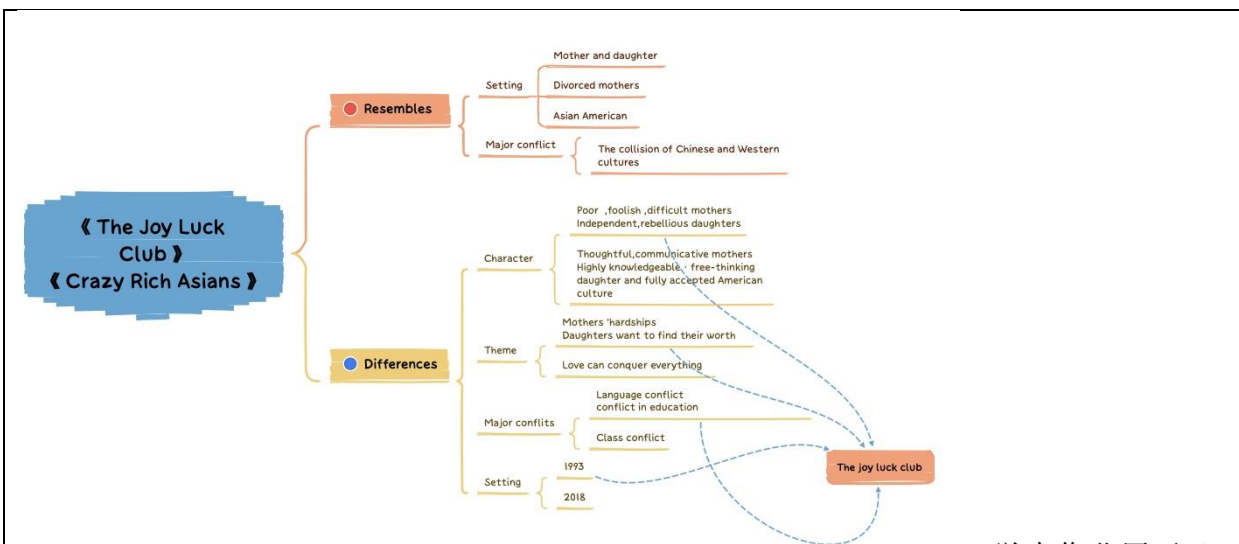 《 The Joy Luck
Club 》
《 Crazy Rich Asians 》
Resembles
Setting
Mother and daughter
Divorced mothers
Asian American
Major conflict
The collision of Chinese and Western
cultures
Differences
Character
Poor ,foolish ,difficult mothers
Independent,rebellious daughters
Thoughtful,communicative mothers
Highly knowledgeable · free-thinking
daughter and fully accepted American
culture
Theme
Mothers 'hardships
Daughters want to find their worth
Love can conquer everything
Major conflits
Language conflict
conflict in education
Class conflict
Setting
1993
2018
The joy luck club